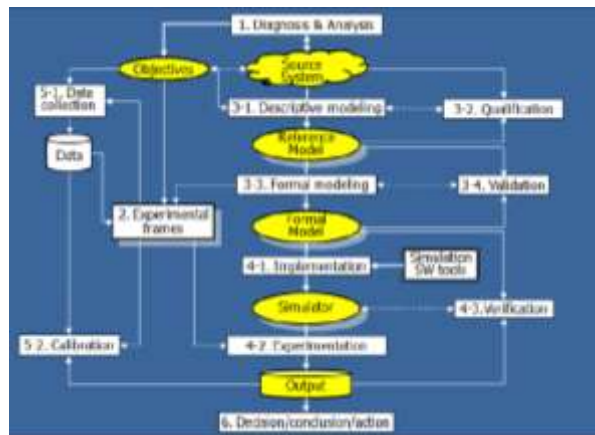 1. Diagnosis & Analysis
Objectives
Source
System
5-1. Data
collection
3-1. Descriptive modeling
3-2. Qualification
Reference
Model
Data
3-3. Formal modeling
3-4. Validation
2. Experimental
frames
Formal
Model
4-1. Implementation
Simulation
SW tools
Simulator
4-3. Verification
5-2. Calibration
4-2. Experimentation
Output
6. Decision/conclusion/action